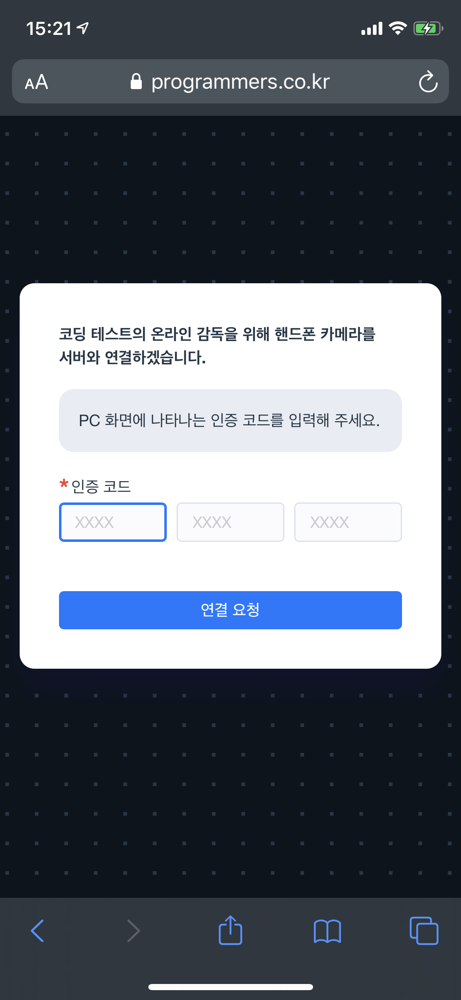 15:21
AA
programmers.co.kr
코딩 테스트의 온라인 감독을 위해 핸드폰 카메라를
서버와 연결하겠습니다.
PC 화면에 나타나는 인증 코드를 입력해 주세요.
* 인증 코드
XXXX XXXX XXXX
연결 요청